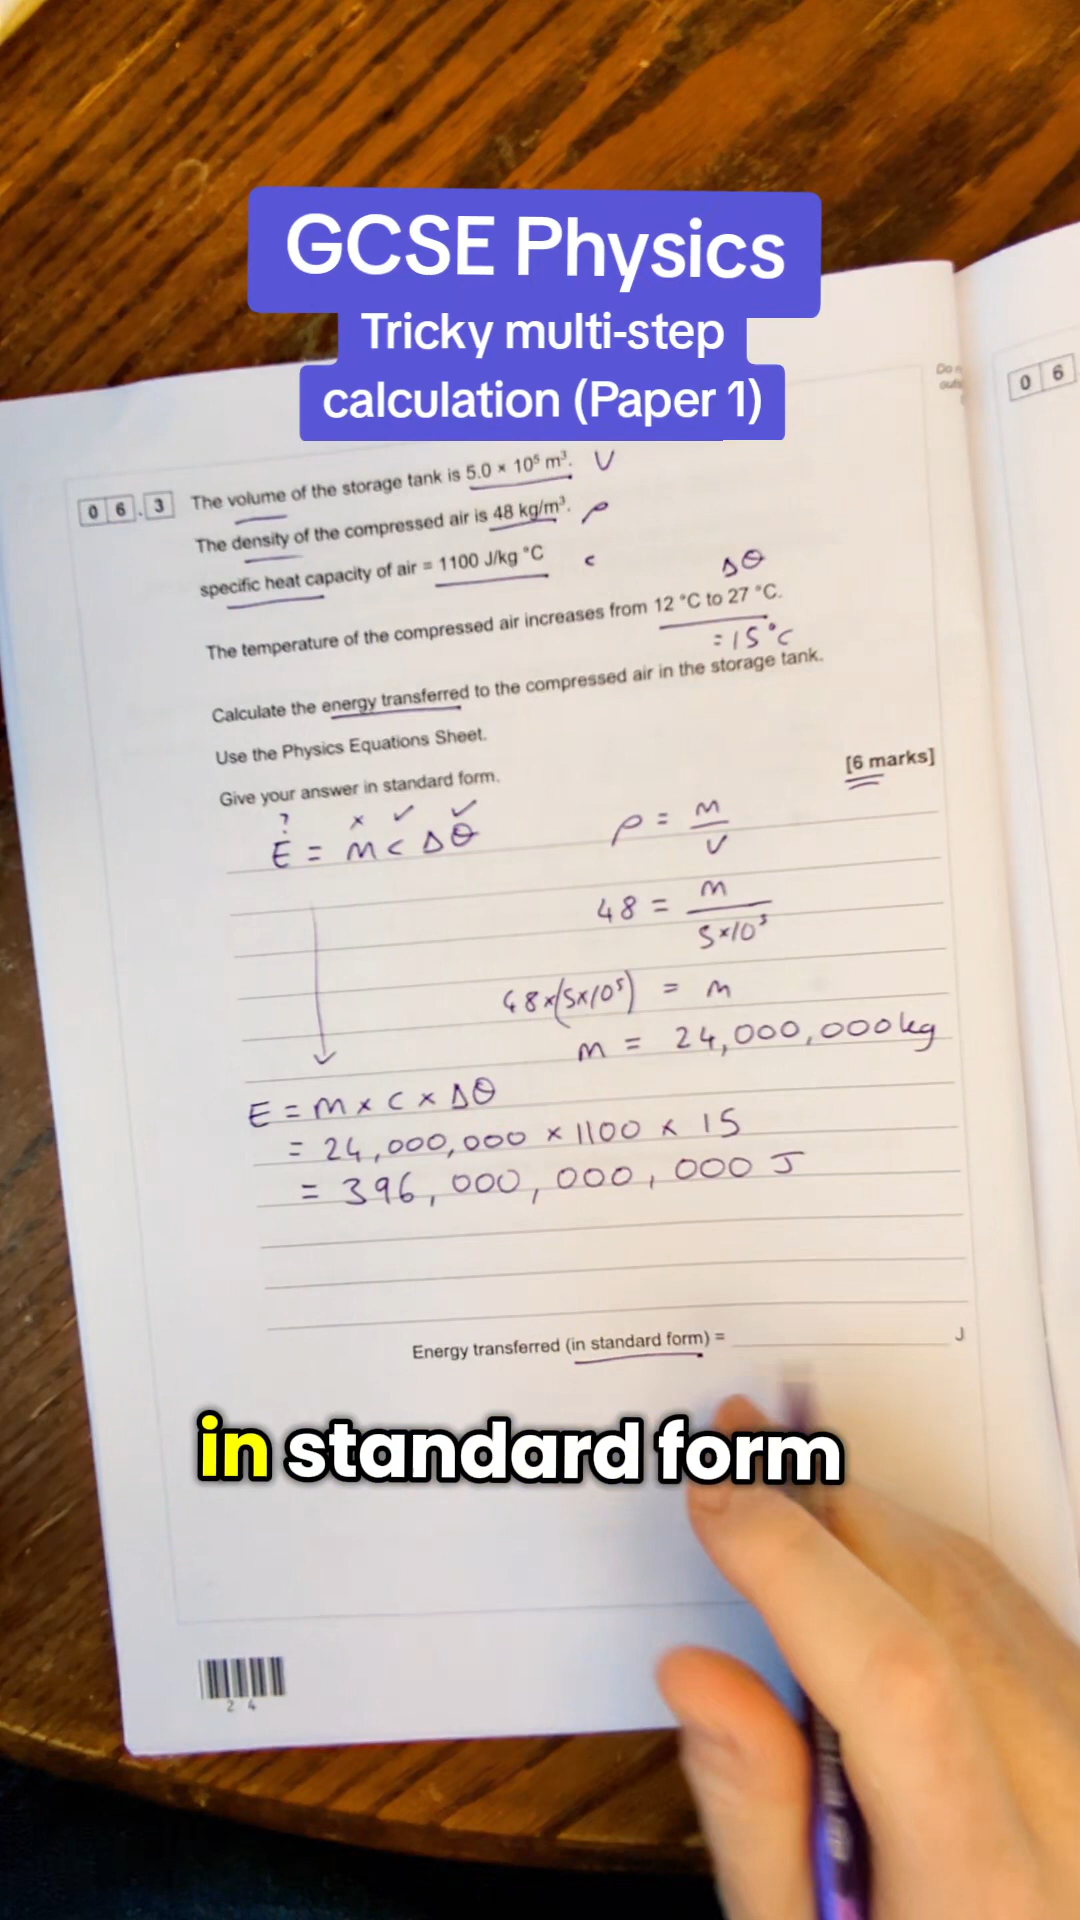 GCSE Physics
Tricky multi-step
calculation (Paper 1)
0 6 . 3
The volume of the storage tank is 5.0 × 10⁵ m³. V
The density of the compressed air is 48 kg/m³. ρ
specific heat capacity of air = 1100 J/kg °C c
Δθ
The temperature of the compressed air increases from 12 °C to 27 °C.
= 15 °C
Calculate the energy transferred to the compressed air in the storage tank.
Use the Physics Equations Sheet.
Give your answer in standard form.
[6 marks]
? × ✓ ✓
E = m c Δθ
ρ = m / V
48 = m / 5×10⁵
48×(5×10⁵) = m
m = 24,000,000 kg
E = m × c × Δθ
= 24,000,000 × 1100 × 15
= 396,000,000,000 J
Energy transferred (in standard form) = J
in standard form
2 4
Do
0 6